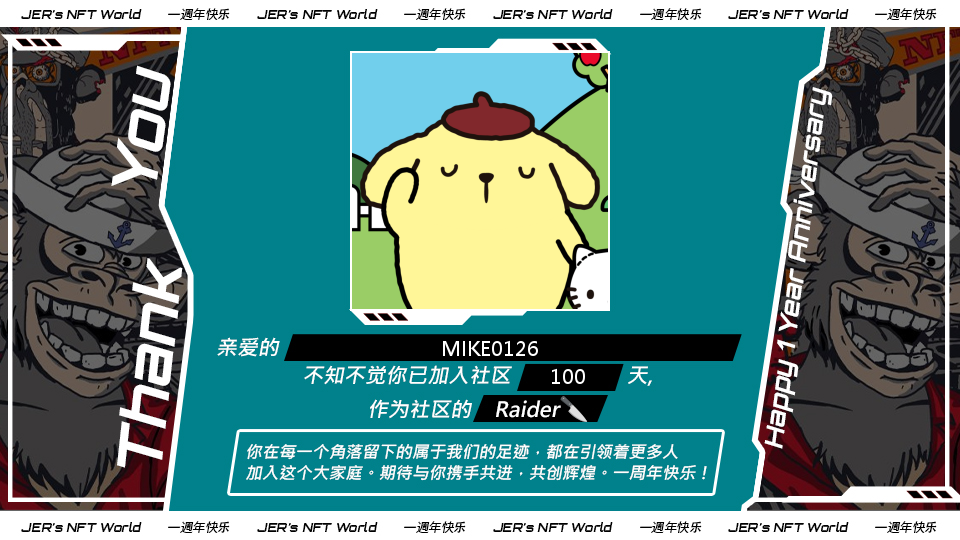 JER's NFT World 一週年快乐 JER's NFT World 一週年快乐 JER's NFT World 一週年快乐 JER's NFT World 一週年快乐
Thank You
Happy 1 Year Anniversary
亲爱的 MIKE0126
不知不觉你已加入社区 100 天,
作为社区的 Raider🔪
你在每一个角落留下的属于我们的足迹,都在引领着更多人
加入这个大家庭。期待与你携手共进,共创辉煌。一周年快乐!
JER's NFT World 一週年快乐 JER's NFT World 一週年快乐 JER's NFT World 一週年快乐 JER's NFT World 一週年快乐